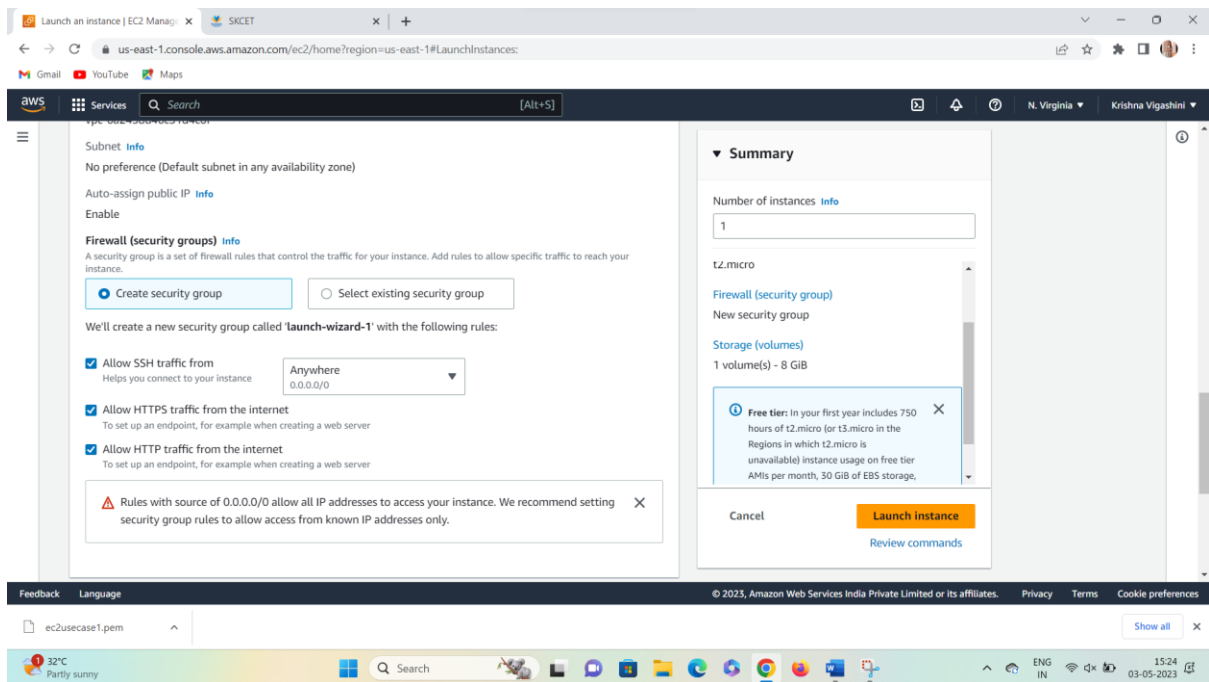 Launch an instance | EC2 Manag
SKCET
us-east-1.console.aws.amazon.com/ec2/home?region=us-east-1#LaunchInstances:
Gmail YouTube Maps
aws Services Search [Alt+S] N. Virginia Krishna Vigashini
Subnet Info
No preference (Default subnet in any availability zone)
Auto-assign public IP Info
Enable
Firewall (security groups) Info
A security group is a set of firewall rules that control the traffic for your instance. Add rules to allow specific traffic to reach your
instance.
Create security group
Select existing security group
We'll create a new security group called 'launch-wizard-1' with the following rules:
Allow SSH traffic from
Helps you connect to your instance
Anywhere
0.0.0.0/0
Allow HTTPS traffic from the internet
To set up an endpoint, for example when creating a web server
Allow HTTP traffic from the internet
To set up an endpoint, for example when creating a web server
Rules with source of 0.0.0.0/0 allow all IP addresses to access your instance. We recommend setting
security group rules to allow access from known IP addresses only.
Summary
Number of instances Info
1
t2.micro
Firewall (security group)
New security group
Storage (volumes)
1 volume(s) - 8 GiB
Free tier: In your first year includes 750
hours of t2.micro (or t3.micro in the
Regions in which t2.micro is
unavailable) instance usage on free tier
AMIs per month, 30 GiB of EBS storage,
Cancel
Launch instance
Review commands
Feedback Language © 2023, Amazon Web Services India Private Limited or its affiliates. Privacy Terms Cookie preferences
ec2usecase1.pem
Show all
1
32°C
Partly sunny
Search
ENG
IN
15:24
03-05-2023